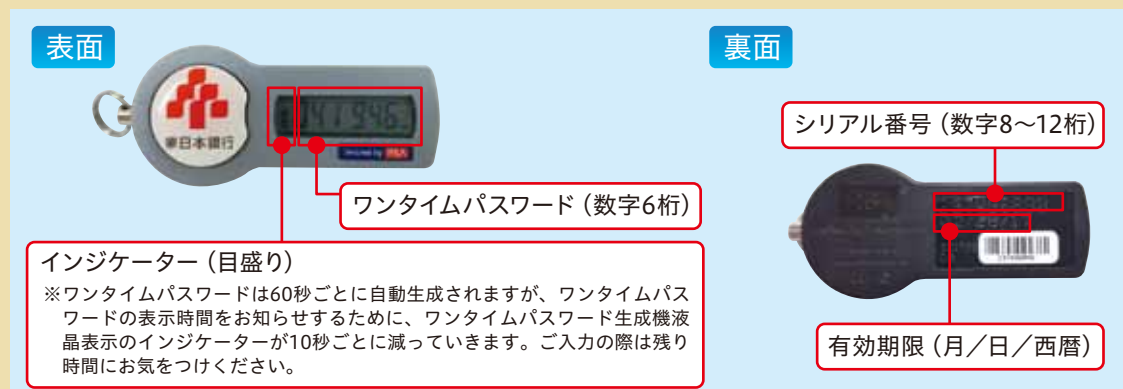 表面
裏面
東日本銀行
シリアル番号（数字8〜12桁）
ワンタイムパスワード（数字6桁）
インジケーター（目盛り）
※ワンタイムパスワードは60秒ごとに自動生成されますが、ワンタイムパス
ワードの表示時間をお知らせするために、ワンタイムパスワード生成機液
晶表示のインジケーターが10秒ごとに減っていきます。ご入力の際は残り
時間にお気をつけください。
有効期限（月／日／西暦）